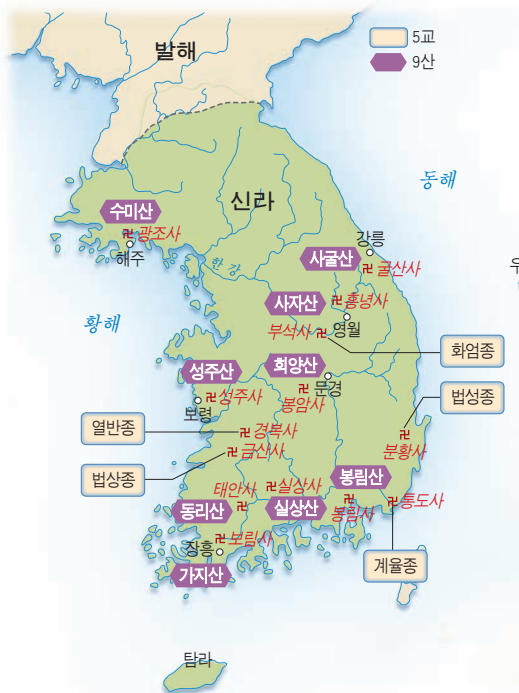 발해
5교
9산
동해
신라
수미산
광조사
해주
한강
강릉
사굴산
굴산사
우
황해
사자산
흥녕사
영월
부석사
화엄종
성주산
희양산
문경
성주사
보령
봉암사
법성종
열반종
경복사
분황사
금산사
법상종
봉림산
태안사
실상사
동리산
실상산
봉림사
통도사
장흥
보림사
계율종
가지산
탐라